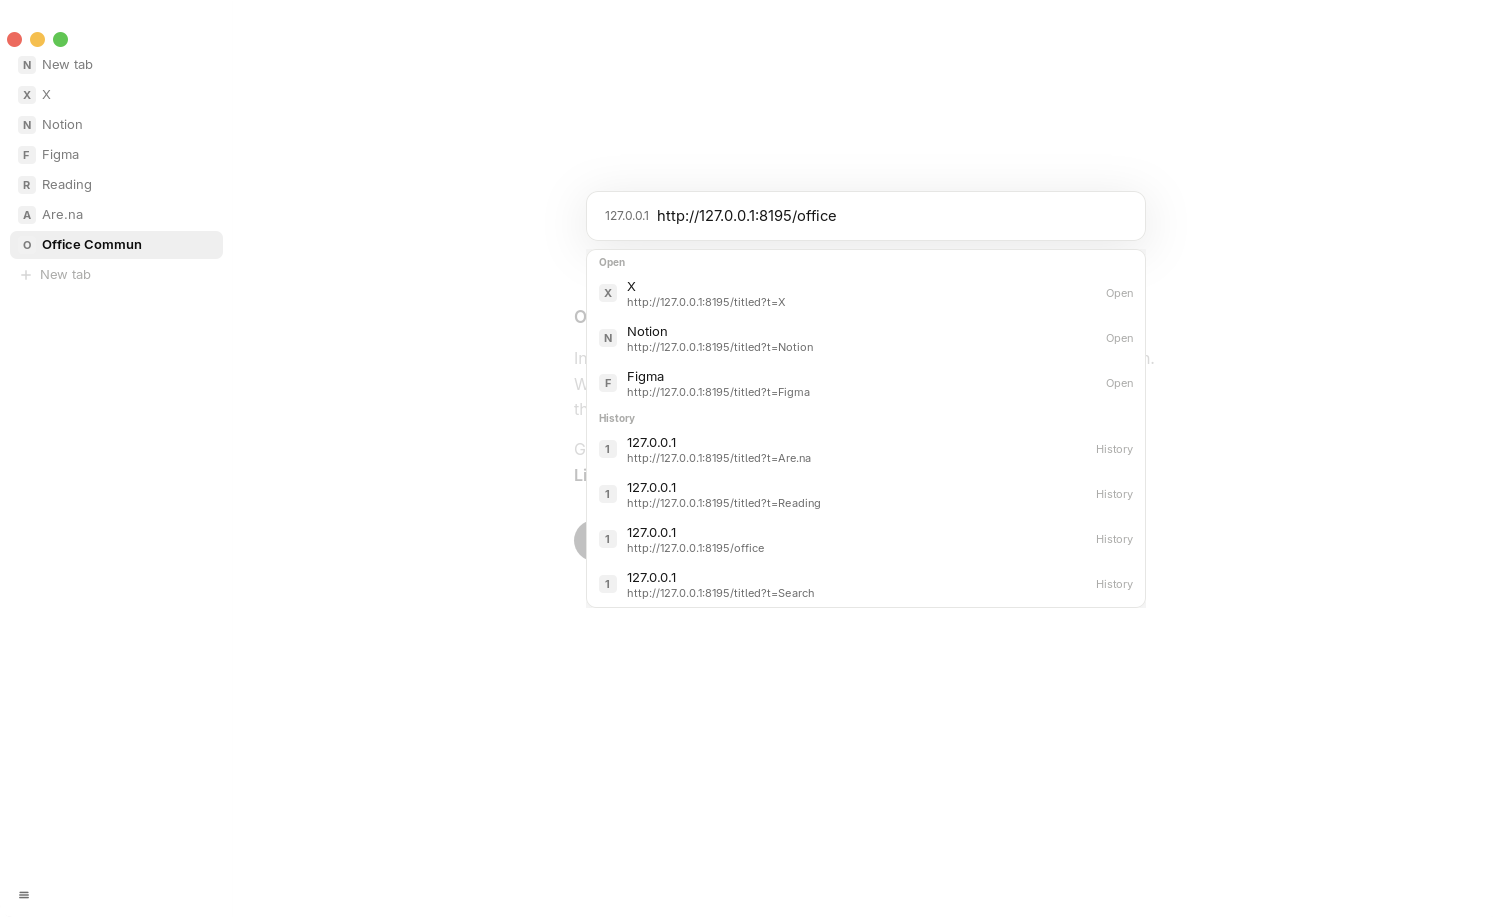 N New tab
X X
N Notion
F Figma
R Reading
A Are.na
O Office Commun
+ New tab
127.0.0.1 http://127.0.0.1:8195/office
Open
X X Open
http://127.0.0.1:8195/titled?t=X
N Notion Open
http://127.0.0.1:8195/titled?t=Notion
F Figma Open
http://127.0.0.1:8195/titled?t=Figma
History
1 127.0.0.1 History
http://127.0.0.1:8195/titled?t=Are.na
1 127.0.0.1 History
http://127.0.0.1:8195/titled?t=Reading
1 127.0.0.1 History
http://127.0.0.1:8195/office
1 127.0.0.1 History
http://127.0.0.1:8195/titled?t=Search